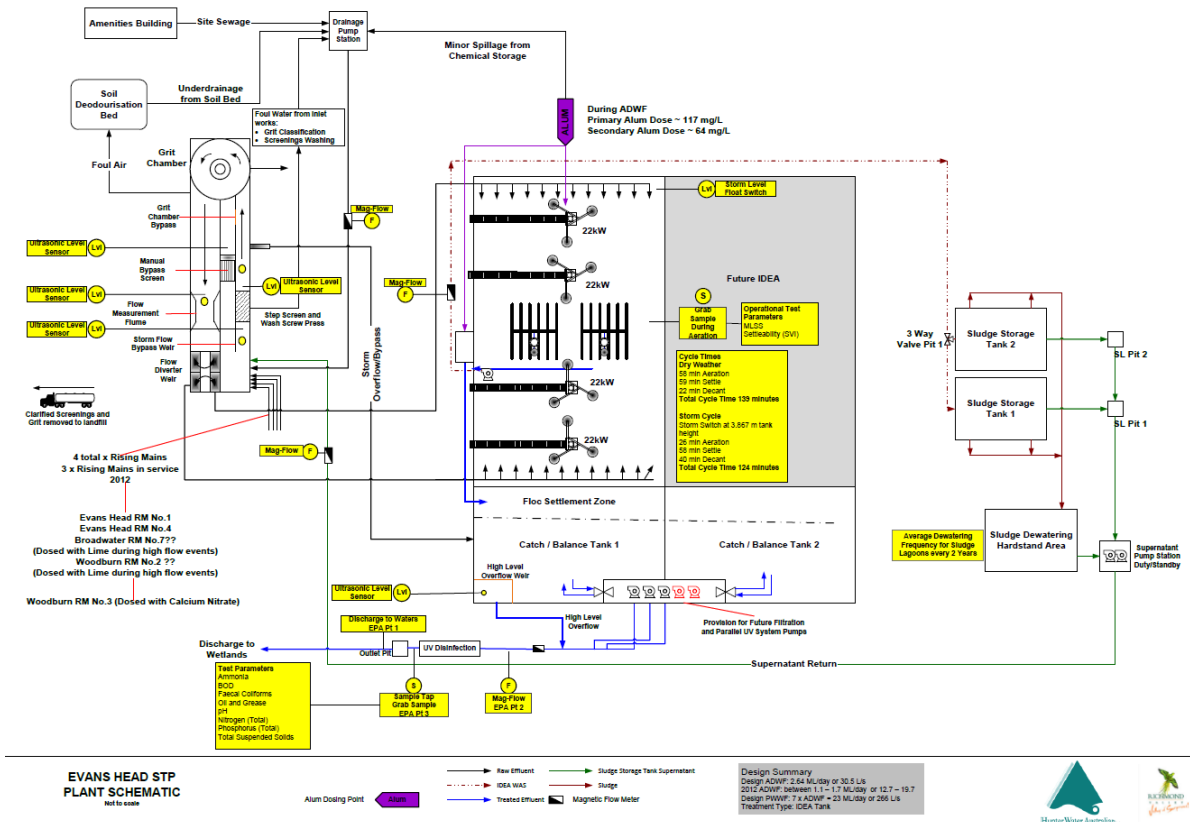 Amenities Building
Site Sewage
Drainage
Pump
Station
Minor Spillage from
Chemical Storage
Soil
Deodourisation
Bed
Underdrainage
from Soil Bed
Foul Water from Inlet
works:
• Grit Classification
• Screenings Washing
ALUM
During ADWF
Primary Alum Dose ~ 117 mg/L
Secondary Alum Dose ~ 64 mg/L
Foul Air
Grit
Chamber
Storm Level
Float Switch
Lvl
Mag-Flow
F
Grit
Chamber
Bypass
22kW
Ultrasonic Level
Sensor
Lvl
Manual
Bypass
Screen
Mag-Flow
F
22kW
Future IDEA
Lvl
Ultrasonic Level
Sensor
Ultrasonic Level
Sensor
Lvl
Flow
Measurement
Flume
Step Screen and
Wash Screw Press
S
Grab
Sample
During
Aeration
Operational Test
Parameters
MLSS
Settleability (SVI)
Ultrasonic Level
Sensor
Lvl
Storm Flow
Bypass Weir
Flow
Diverter
Weir
Storm
Overflow/Bypass
3 Way
Valve Pit 1
Sludge Storage
Tank 2
SL Pit 2
Cycle Times
Dry Weather
58 min Aeration
59 min Settle
22 min Decant
Total Cycle Time 139 minutes
Storm Cycle
Storm Switch at 3,867 m tank
height
26 min Aeration
58 min Settle
40 min Decant
Total Cycle Time 124 minutes
22kW
Sludge Storage
Tank 1
SL Pit 1
Clarified Screenings and
Grit removed to landfill
22kW
Mag-Flow
F
4 total x Rising Mains
3 x Rising Mains in service
2012
Floc Settlement Zone
Evans Head RM No.1
Evans Head RM No.4
Broadwater RM No.7??
(Dosed with Lime during high flow events)
Woodburn RM No.2 ??
(Dosed with Lime during high flow events)
Woodburn RM No.3 (Dosed with Calcium Nitrate)
Catch / Balance Tank 1
Catch / Balance Tank 2
Average Dewatering
Frequency for Sludge
Lagoons every 2 Years
Sludge Dewatering
Hardstand Area
Supernatant
Pump Station
Duty/Standby
High Level
Overflow Weir
Ultrasonic Level
Sensor
Lvl
High Level
Overflow
Provision for Future Filtration
and Parallel UV System Pumps
Discharge to Waters
EPA Pt 1
Discharge to
Wetlands
Outlet Pit
UV Disinfection
Supernatant Return
Test Parameters
Ammonia
BOD
Faecal Coliforms
Oil and Grease
pH
Nitrogen (Total)
Phosphorus (Total)
Total Suspended Solids
S
Sample Tap
Grab Sample
EPA Pt 3
F
Mag-Flow
EPA Pt 2
EVANS HEAD STP
PLANT SCHEMATIC
Not to scale
Alum Dosing Point
Alum
Raw Effluent
IDEA WAS
Treated Effluent
Sludge Storage Tank Supernatant
Sludge
Magnetic Flow Meter
Design Summary
Design ADWF: 2.64 ML/day or 30.5 L/s
2012 ADWF: between 1.1 – 1.7 ML/day or 12.7 – 19.7
Design PWWF: 7 x ADWF = 23 ML/day or 266 L/s
Treatment Type: IDEA Tank
HunterWater Australian
RICHMOND